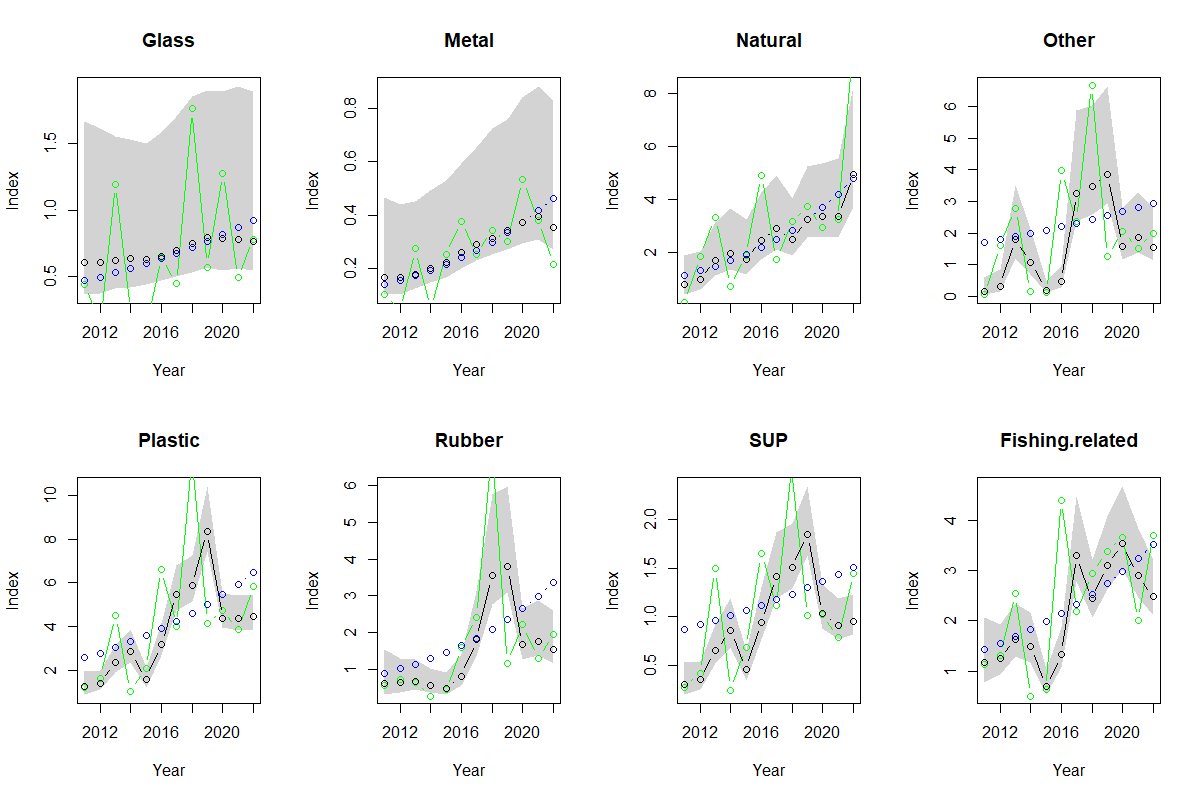 Glass
Metal
Natural
Other
Index
0.5 1.0 1.5
2012 2016 2020
Year
Index
0.2 0.4 0.6 0.8
2012 2016 2020
Year
Index
2 4 6 8
2012 2016 2020
Year
Index
0 1 2 3 4 5 6
2012 2016 2020
Year
Plastic
Rubber
SUP
Fishing.related
Index
2 4 6 8 10
2012 2016 2020
Year
Index
1 2 3 4 5 6
2012 2016 2020
Year
Index
0.5 1.0 1.5 2.0
2012 2016 2020
Year
Index
1 2 3 4
2012 2016 2020
Year